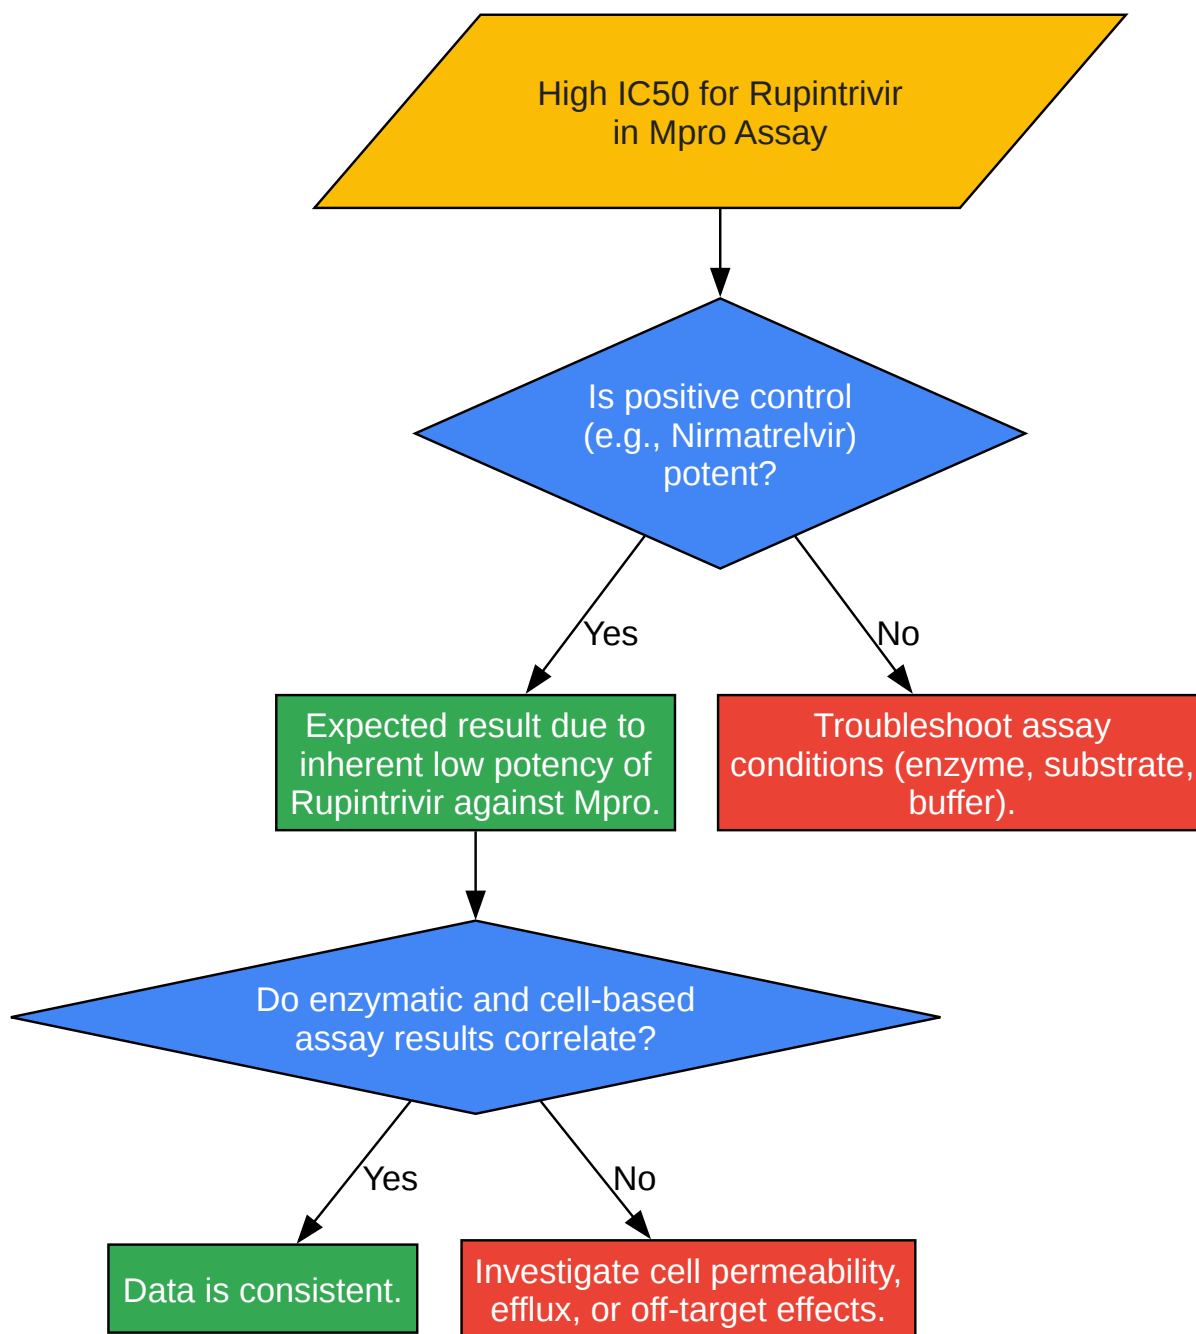 High IC50 for Rupintrivir
in Mpro Assay
Is positive control
(e.g., Nirmatrelvir)
potent?
Yes
No
Expected result due to
inherent low potency of
Rupintrivir against Mpro.
Troubleshoot assay
conditions (enzyme, substrate,
buffer).
Do enzymatic and cell-based
assay results correlate?
Yes
No
Data is consistent.
Investigate cell permeability,
efflux, or off-target effects.